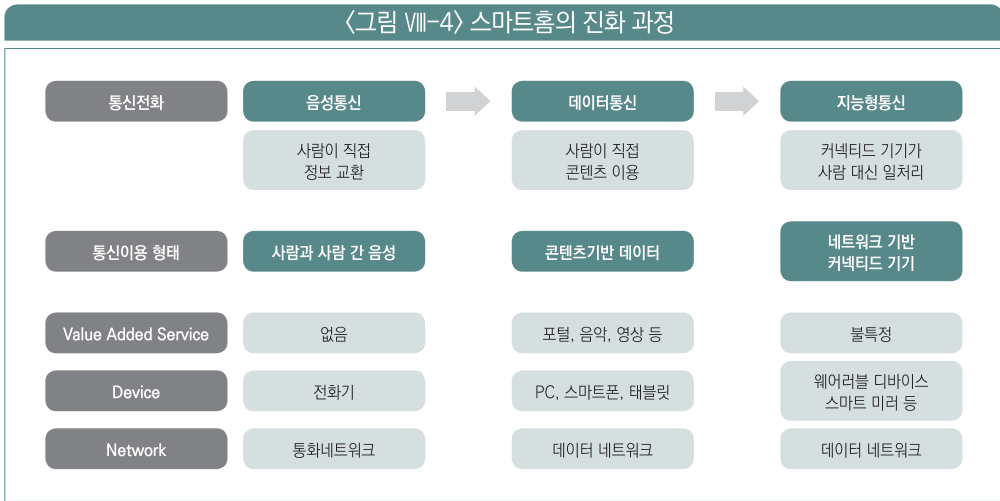 〈그림 Ⅷ-4〉 스마트홈의 진화 과정
통신전화
음성통신
데이터통신
지능형통신
사람이 직접
정보 교환
사람이 직접
콘텐츠 이용
커넥티드 기기가
사람 대신 일처리
통신이용 형태
사람과 사람 간 음성
콘텐츠기반 데이터
네트워크 기반
커넥티드 기기
Value Added Service
없음
포털, 음악, 영상 등
불특정
Device
전화기
PC, 스마트폰, 태블릿
웨어러블 디바이스
스마트 미러 등
Network
통화네트워크
데이터 네트워크
데이터 네트워크